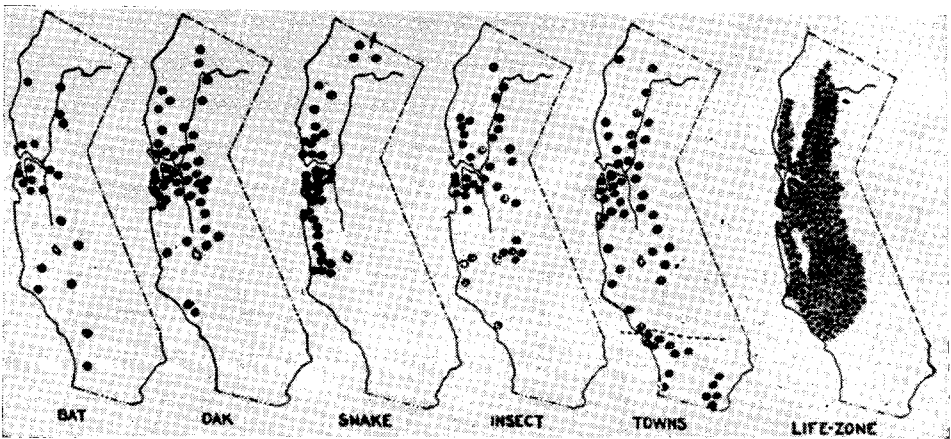 BAT
OAK
SNAKE
INSECT
TOWNS
LIFE-ZONE